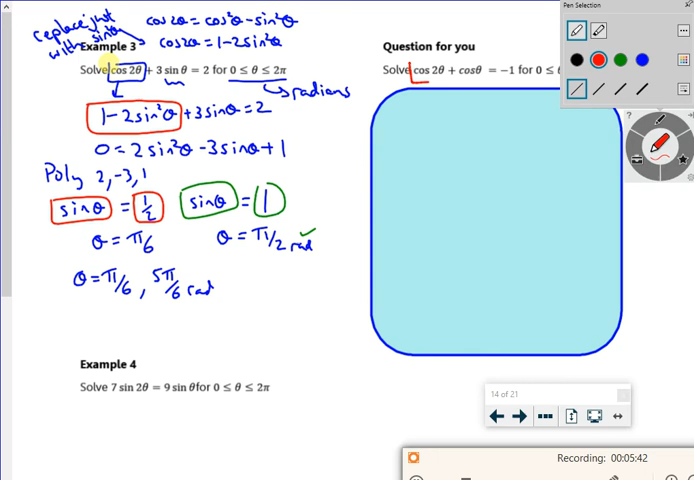 replace just
with sinθ
cos2θ = cos²θ - sin²θ
cos2θ = 1 - 2sin²θ
Example 3
Solve cos 2θ + 3 sin θ = 2 for 0 ≤ θ ≤ 2π
radians
1 - 2sin²θ + 3sinθ = 2
0 = 2sin²θ - 3sinθ + 1
Poly 2, -3, 1
sinθ = 1/2
sinθ = 1
θ = π/6
θ = π/2 rad ✓
θ = π/6, 5π/6 rad
Example 4
Solve 7 sin 2θ = 9 sin θ for 0 ≤ θ ≤ 2π
Question for you
Solve cos 2θ + cosθ = −1 for 0 ≤
Pen Selection
?
14 of 21
Recording: 00:05:42